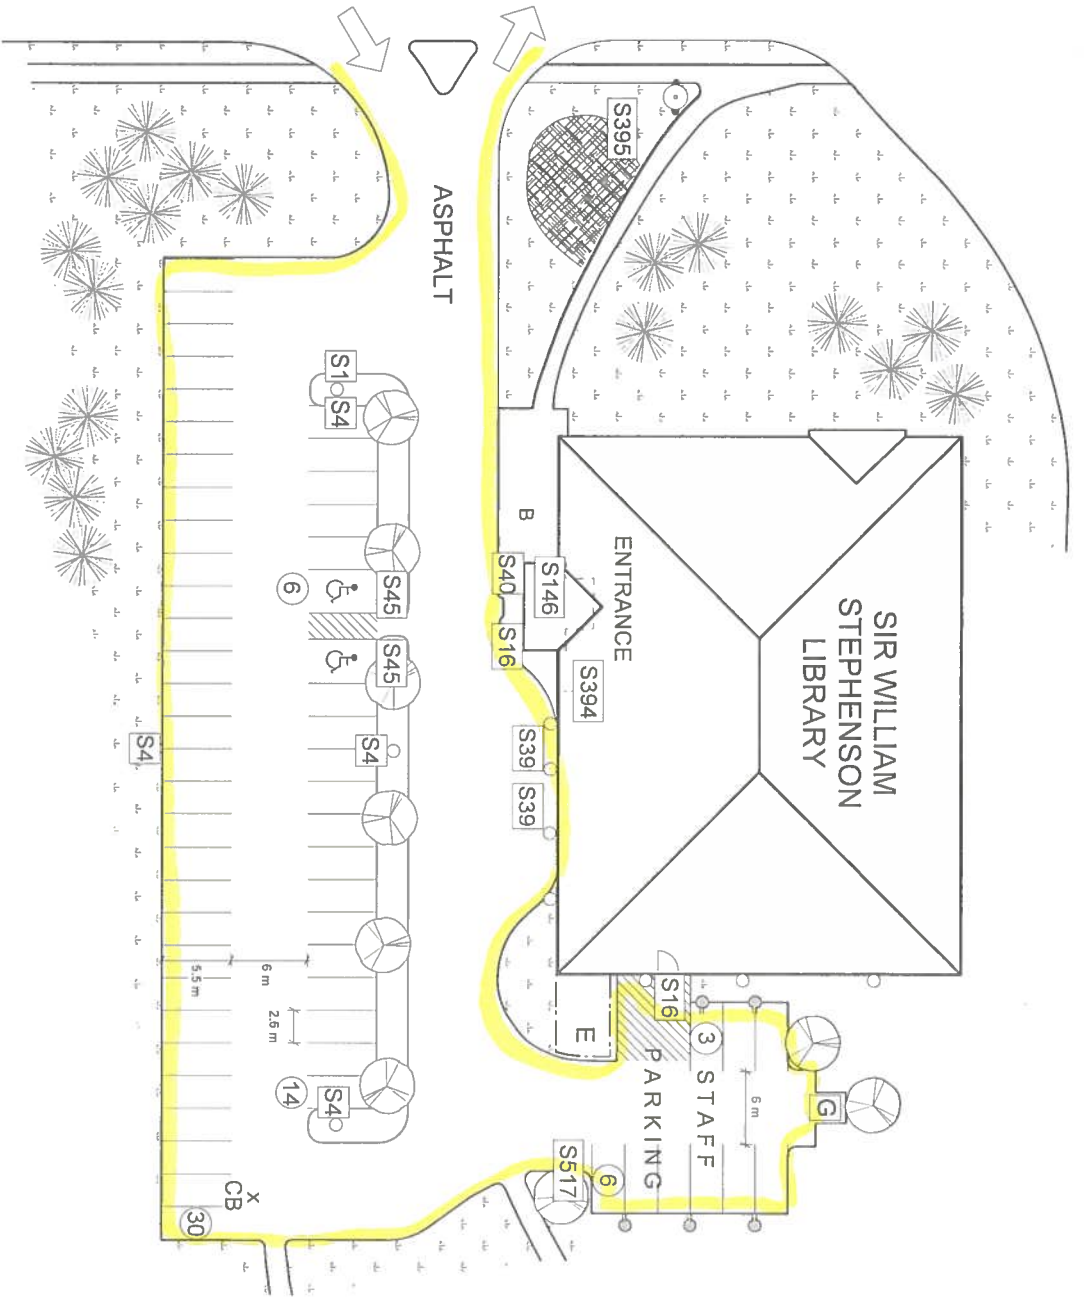 ASPHALT
S395
SIR WILLIAM
STEPHENSON
LIBRARY
ENTRANCE
B
S146
S40
S16
S394
S39
S39
S1
S4
S45
S45
6
S4
S4
S4
14
5.5 m
6 m
2.5 m
x
CB
30
E
S16
3
STAFF
PARKING
6 m
G
6
S517